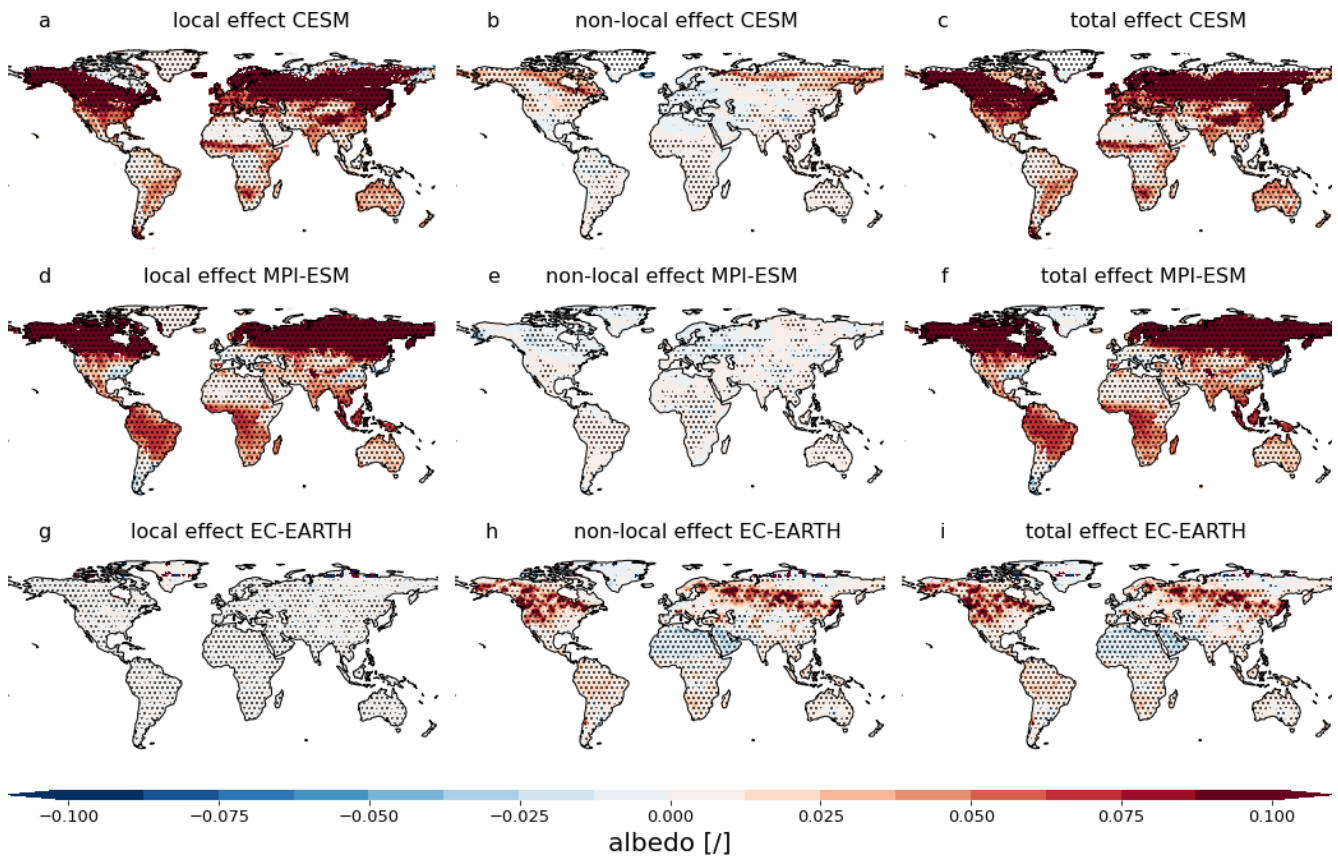 a local effect CESM
b non-local effect CESM
c total effect CESM
d local effect MPI-ESM
e non-local effect MPI-ESM
f total effect MPI-ESM
g local effect EC-EARTH
h non-local effect EC-EARTH
i total effect EC-EARTH
−0.100 −0.075 −0.050 −0.025 0.000 0.025 0.050 0.075 0.100
albedo [/]